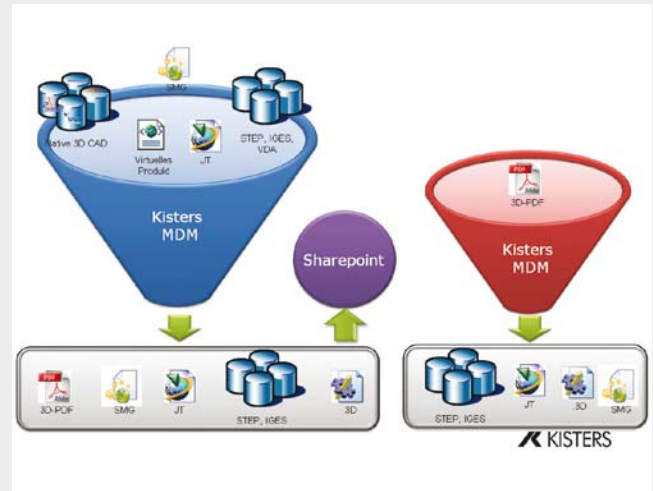 SMG
Native 3D CAD
Virtuelles
Produkt
JT
STEP, IGES,
VDA
Kisters
MDM
Sharepoint
3D-PDF
SMG
JT
STEP, IGES
3D
PDF
3D-PDF
Kisters
MDM
STEP, IGES
JT
3D
SMG
KISTERS